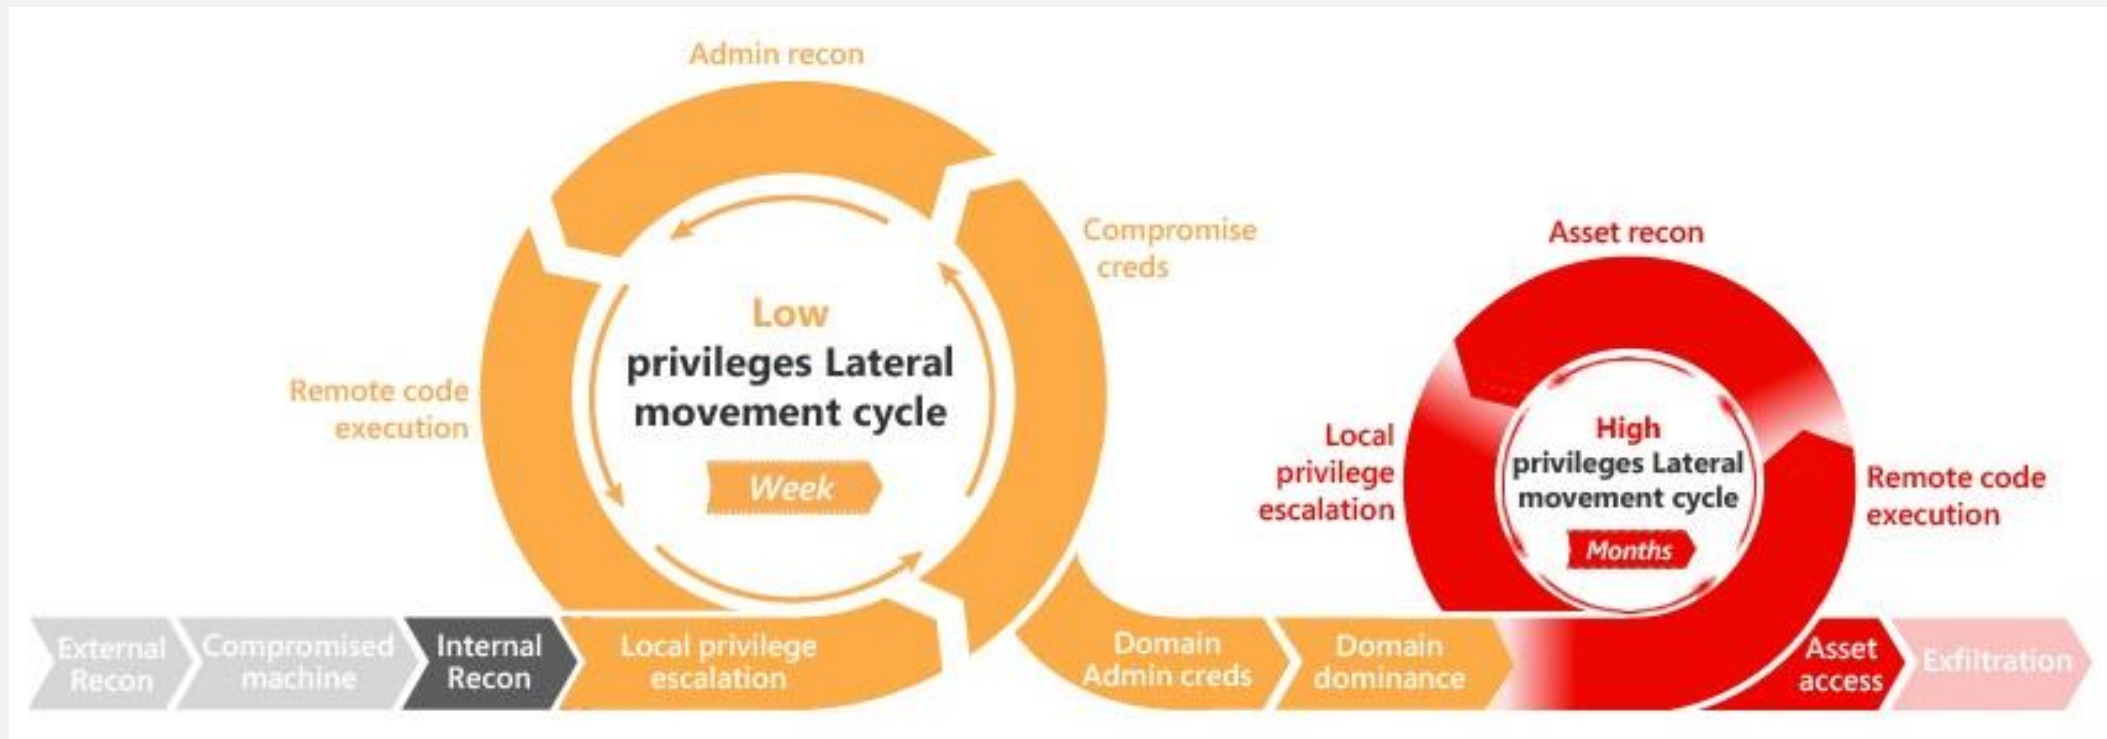 Admin recon
Compromise
creds
Low
privileges Lateral
movement cycle
Week
Remote code
execution
Asset recon
Local
privilege
escalation
High
privileges Lateral
movement cycle
Months
Remote code
execution
External
Recon
Compromised
machine
Internal
Recon
Local privilege
escalation
Domain
Admin creds
Domain
dominance
Asset
access
Exfiltration